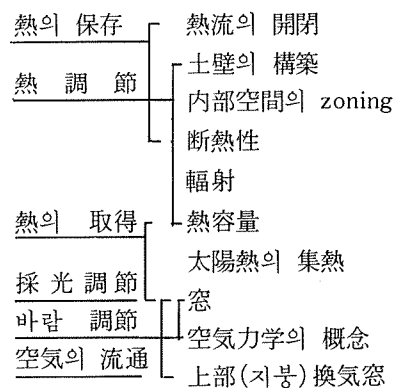 熱의 保存
熱流의 開閉
土壁의 構築
熱 調 節
内部空間의 zoning
断熱性
輻射
熱의 取得
熱容量
太陽熱의 集熱
採光調節
窓
바람 調節
空気力学의 概念
空気의 流通
上部(지붕)換気窓